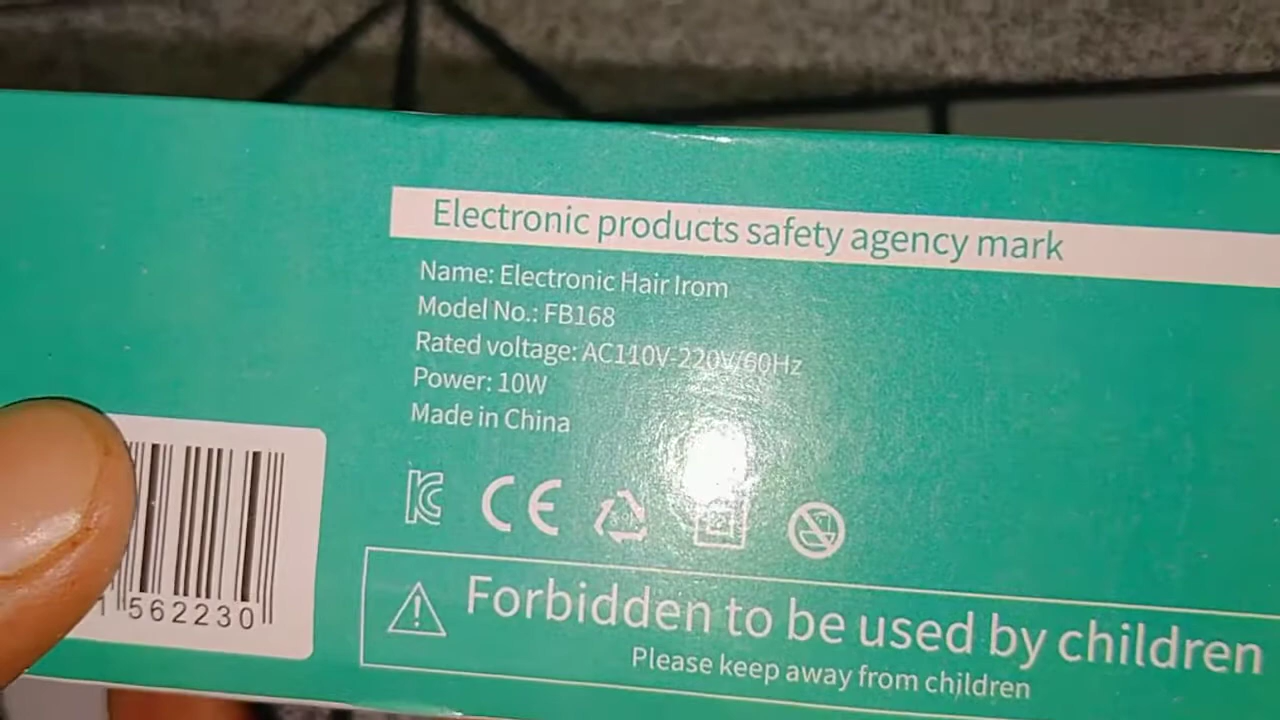 Electronic products safety agency mark
Name: Electronic Hair Irom
Model No.: FB168
Rated voltage: AC110V-220V/60Hz
Power: 10W
Made in China
CE
562230
Forbidden to be used by children
Please keep away from children